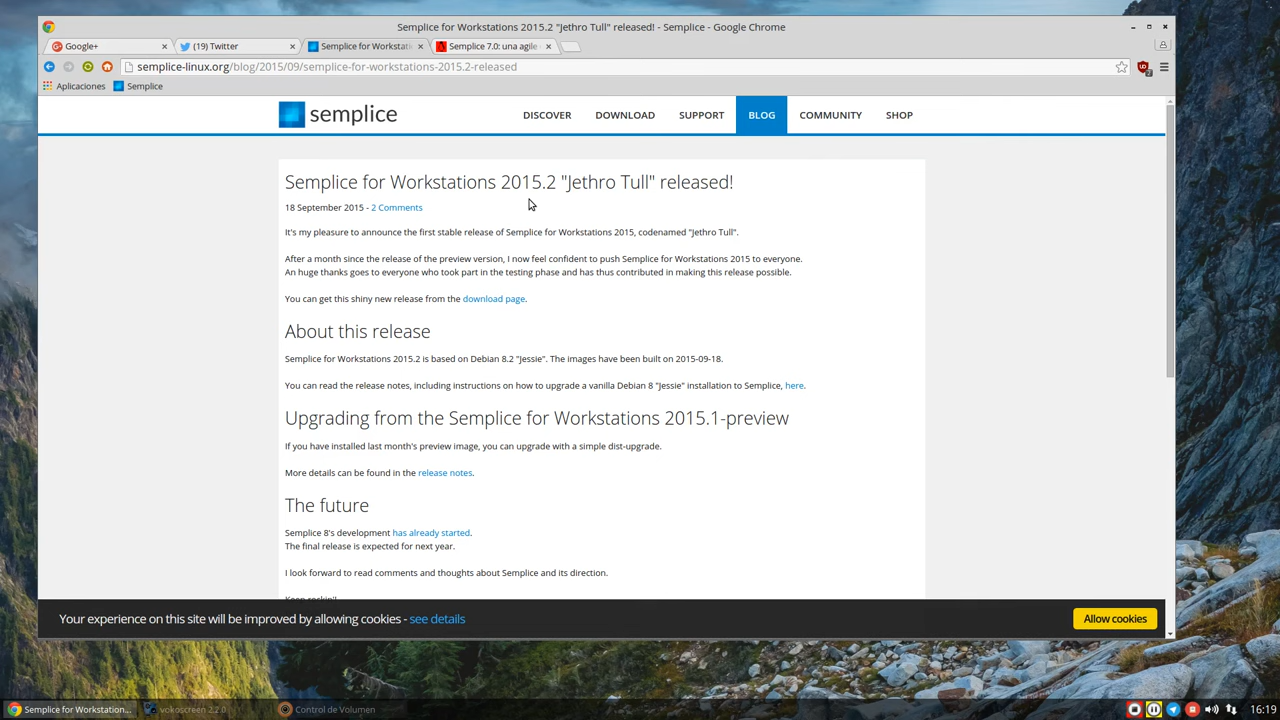 Semplice for Workstations 2015.2 "Jethro Tull" released! - Semplice - Google Chrome
Google+
(19) Twitter
Semplice for Workstati
Semplice 7.0: una agile
semplice-linux.org/blog/2015/09/semplice-for-workstations-2015.2-released
Aplicaciones
Semplice
semplice
DISCOVER
DOWNLOAD
SUPPORT
BLOG
COMMUNITY
SHOP
Semplice for Workstations 2015.2 "Jethro Tull" released!
18 September 2015 - 2 Comments
It's my pleasure to announce the first stable release of Semplice for Workstations 2015, codenamed "Jethro Tull".
After a month since the release of the preview version, I now feel confident to push Semplice for Workstations 2015 to everyone.
An huge thanks goes to everyone who took part in the testing phase and has thus contributed in making this release possible.
You can get this shiny new release from the download page.
About this release
Semplice for Workstations 2015.2 is based on Debian 8.2 "Jessie". The images have been built on 2015-09-18.
You can read the release notes, including instructions on how to upgrade a vanilla Debian 8 "Jessie" installation to Semplice, here.
Upgrading from the Semplice for Workstations 2015.1-preview
If you have installed last month's preview image, you can upgrade with a simple dist-upgrade.
More details can be found in the release notes.
The future
Semplice 8's development has already started.
The final release is expected for next year.
I look forward to read comments and thoughts about Semplice and its direction.
Keep rockin'!
Your experience on this site will be improved by allowing cookies - see details
Allow cookies
Semplice for Workstation...
vokoscreen 2.2.0
Control de Volumen
16:19